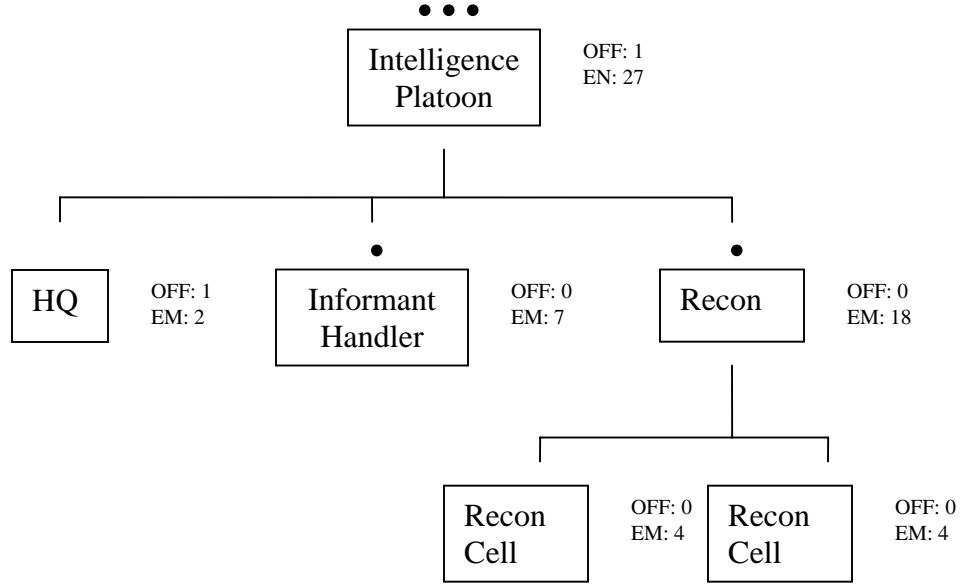 Intelligence
Platoon
OFF: 1
EN: 27
HQ
OFF: 1
EM: 2
Informant
Handler
OFF: 0
EM: 7
Recon
OFF: 0
EM: 18
Recon
Cell
OFF: 0
EM: 4
Recon
Cell
OFF: 0
EM: 4